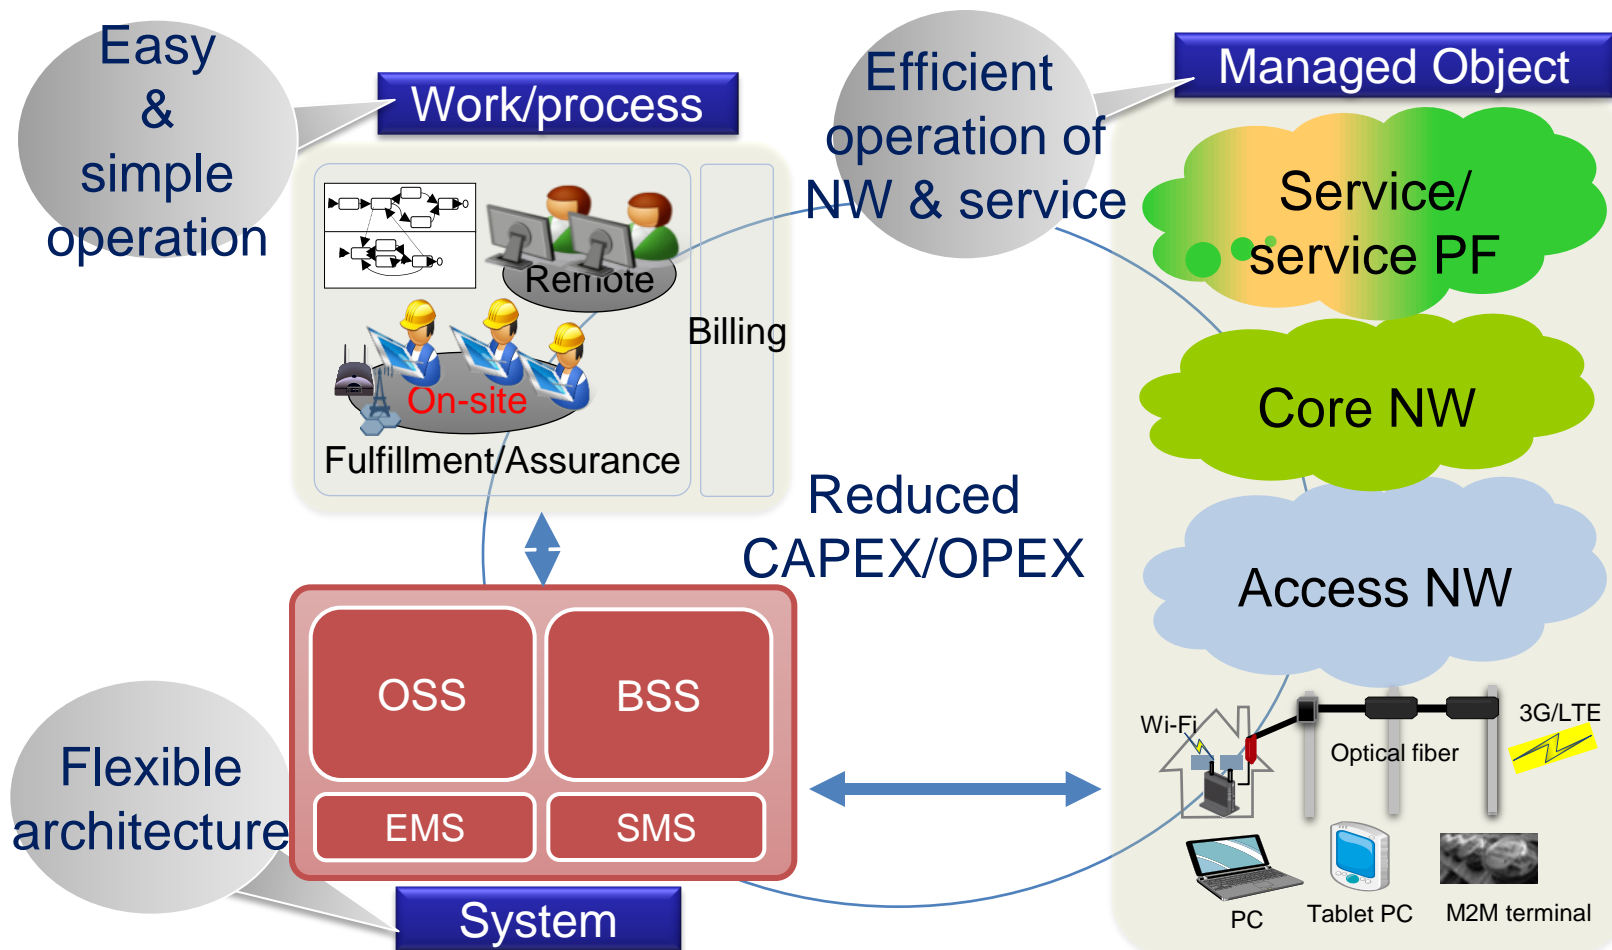 Easy
&
simple
operation
Work/process
Efficient
operation of
NW & service
Managed Object
Remote
On-site
Fulfillment/Assurance
Billing
Service/
service PF
Core NW
Access NW
Reduced
CAPEX/OPEX
OSS
BSS
EMS
SMS
Flexible
architecture
System
Wi-Fi
Optical fiber
3G/LTE
PC
Tablet PC
M2M terminal